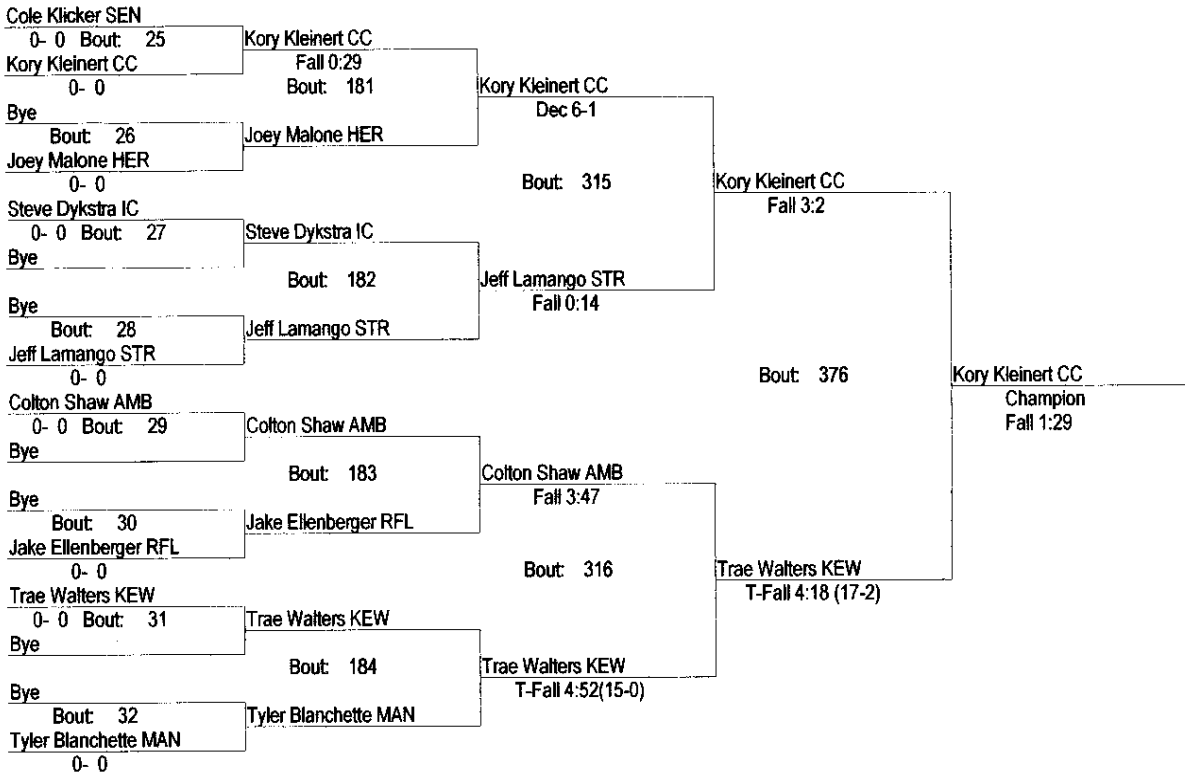 Cole Klicker SEN
0- 0 Bout: 25
Kory Kleinert CC
0- 0
Bye
Bout: 26
Joey Malone HER
0- 0
Steve Dykstra IC
0- 0 Bout: 27
Bye
Bye
Bout: 28
Jeff Lamango STR
0- 0
Colton Shaw AMB
0- 0 Bout: 29
Bye
Bye
Bout: 30
Jake Ellenberger RFL
0- 0
Trae Walters KEW
0- 0 Bout: 31
Bye
Bye
Bout: 32
Tyler Blanchette MAN
0- 0
Kory Kleinert CC
Fall 0:29
Bout: 181
Joey Malone HER
Steve Dykstra IC
Bout: 182
Jeff Lamango STR
Colton Shaw AMB
Bout: 183
Jake Ellenberger RFL
Trae Walters KEW
Bout: 184
Tyler Blanchette MAN
Kory Kleinert CC
Dec 6-1
Bout: 315
Jeff Lamango STR
Fall 0:14
Colton Shaw AMB
Fall 3:47
Bout: 316
Trae Walters KEW
T-Fall 4:52(15-0)
Kory Kleinert CC
Fall 3:2
Bout: 376
Trae Walters KEW
T-Fall 4:18 (17-2)
Kory Kleinert CC
Champion
Fall 1:29